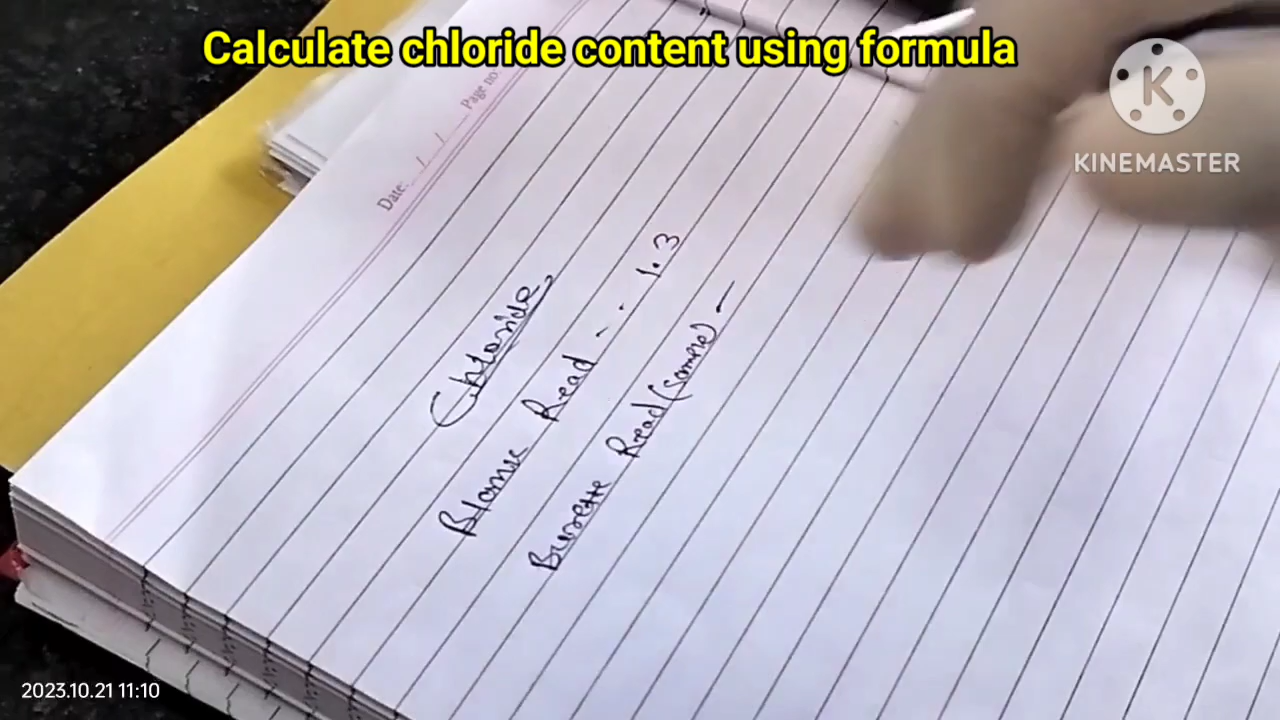 Calculate chloride content using formula
KINEMASTER
Page no:
Date: / /
Chloride
Blank Read - . 1.3
Burette Read (Sample) -
2023.10.21 11:10